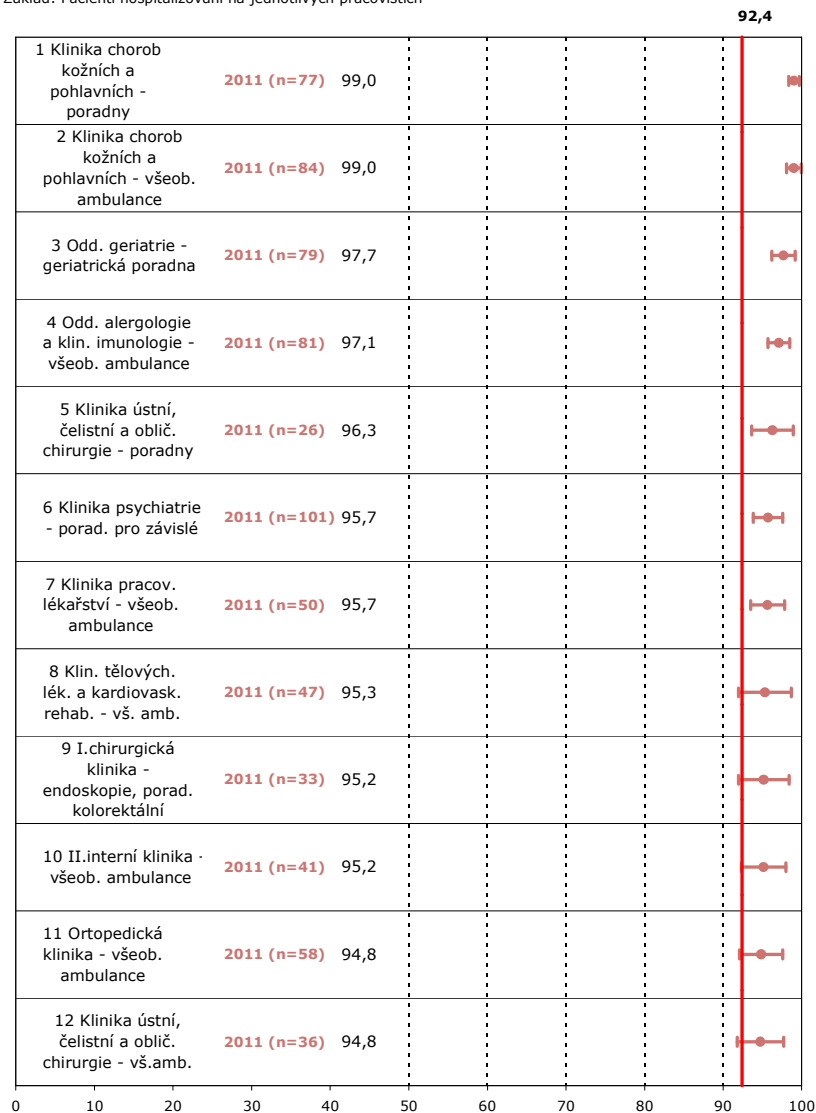 Základ: Pacienti hospitalizovaní na jednotlivých pracovištích
92,4
1 Klinika chorob
kožních a
pohlavních -
poradny
2011 (n=77) 99,0
2 Klinika chorob
kožních a
pohlavních - všeob.
ambulance
2011 (n=84) 99,0
3 Odd. geriatrie -
geriatrická poradna
2011 (n=79) 97,7
4 Odd. alergologie
a klin. imunologie -
všeob. ambulance
2011 (n=81) 97,1
5 Klinika ústní,
čelistní a oblič.
chirurgie - poradny
2011 (n=26) 96,3
6 Klinika psychiatrie
- porad. pro závislé
2011 (n=101) 95,7
7 Klinika pracov.
lékařství - všeob.
ambulance
2011 (n=50) 95,7
8 Klin. tělových.
lék. a kardiovask.
rehab. - vš. amb.
2011 (n=47) 95,3
9 I.chirurgická
klinika -
endoskopie, porad.
kolorektální
2011 (n=33) 95,2
10 II.interní klinika -
všeob. ambulance
2011 (n=41) 95,2
11 Ortopedická
klinika - všeob.
ambulance
2011 (n=58) 94,8
12 Klinika ústní,
čelistní a oblič.
chirurgie - vš.amb.
2011 (n=36) 94,8
0 10 20 30 40 50 60 70 80 90 100